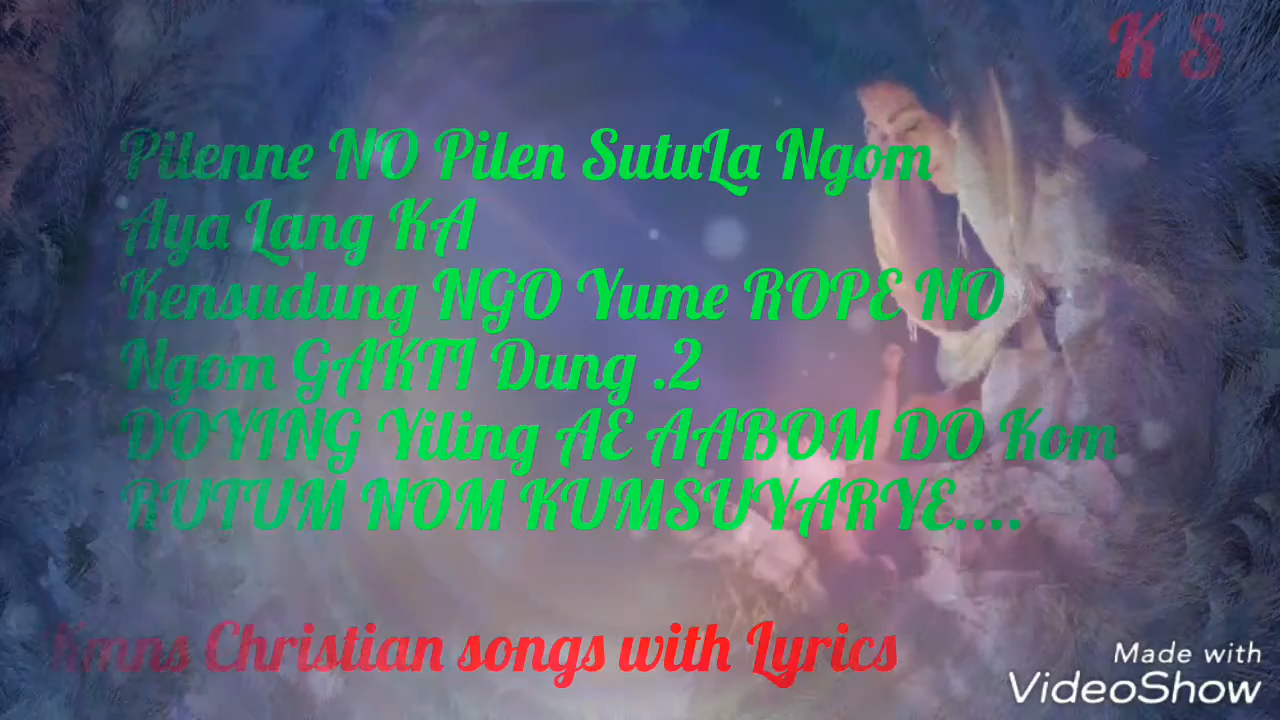 K S
Pilenne NO Pilen SutuLa Ngom
Aya Lang KA
Kensudung NGO Yume ROPE NO
Ngom GAKTI Dung .2
DOYING Yiling AE AABOM DO Kom
RUTUM NOM KUMSUYARYE....
Kmns Christian songs with Lyrics
Made with
VideoShow